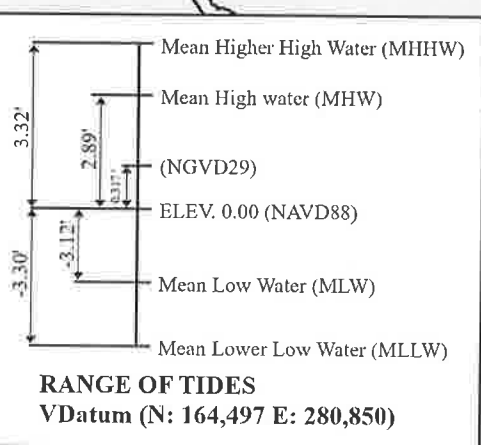 Mean Higher High Water (MHHW)
3.32'
Mean High water (MHW)
2.89'
(NGVD29)
0.317'
ELEV. 0.00 (NAVD88)
-3.12'
-3.30'
Mean Low Water (MLW)
Mean Lower Low Water (MLLW)
RANGE OF TIDES
VDatum (N: 164,497 E: 280,850)